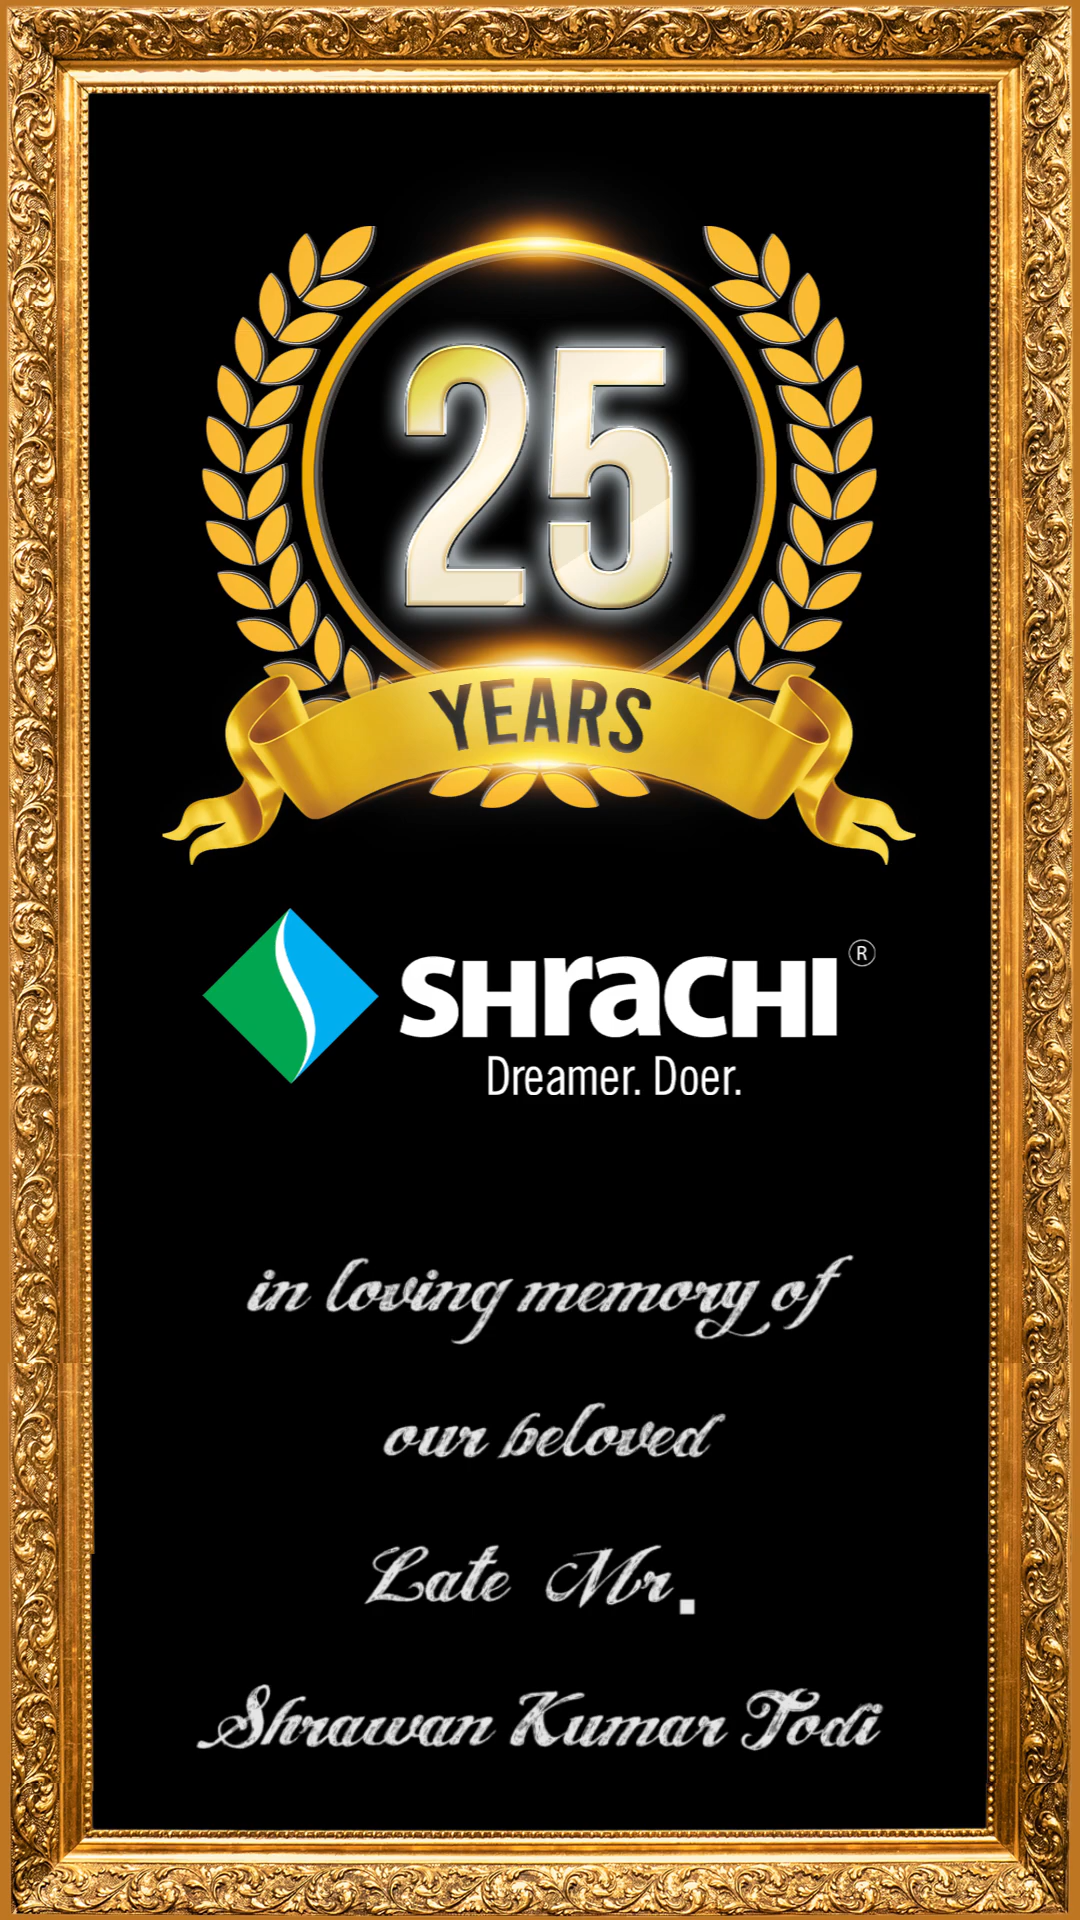 25
YEARS
SHraCHI ®
Dreamer. Doer.
in loving memory of
our beloved
Late Mr.
Shrawan Kumar Todi